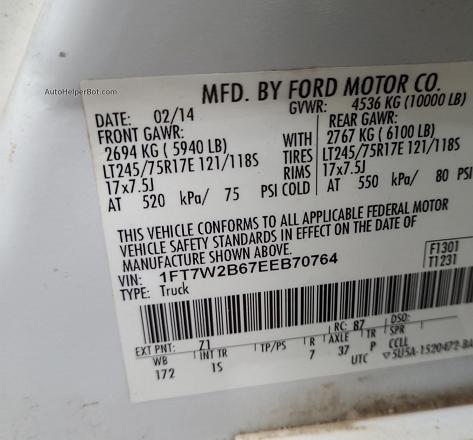 AutoHelperBot.com
MFD. BY FORD MOTOR CO.
DATE: 02/14 GVWR: 4536 KG (10000 LB)
FRONT GAWR: REAR GAWR:
2694 KG ( 5940 LB) WITH 2767 KG ( 6100 LB)
LT245/75R17E 121/118S TIRES LT245/75R17E 121/118S
17x7.5J RIMS 17x7.5J
AT 520 kPa/ 75 PSI COLD AT 550 kPa/ 80 PSI
THIS VEHICLE CONFORMS TO ALL APPLICABLE FEDERAL MOTOR
VEHICLE SAFETY STANDARDS IN EFFECT ON THE DATE OF
MANUFACTURE SHOWN ABOVE.
VIN: 1FT7W2B67EEB70764 F1301
TYPE: Truck T1231
EXT PNT: Z1 RC: 87 DSO:
WB INT TR TP/PS R AXLE TR SPR
172 1S 7 37 P CCLL
UTC ▽5U5A-1520472-BA